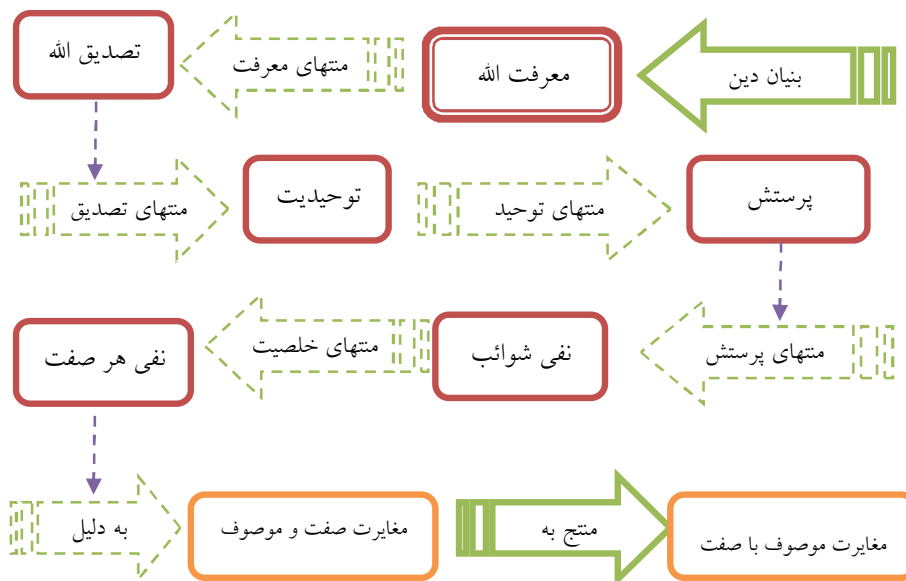 بنیان دین
معرفت الله
منتهای معرفت
تصدیق الله
منتهای تصدیق
توحیدیت
منتهای توحید
پرستش
منتهای پرستش
نفی شوائب
منتهای خلصیت
نفی هر صفت
به دلیل
مغایرت صفت و موصوف
منتج به
مغایرت موصوف با صفت